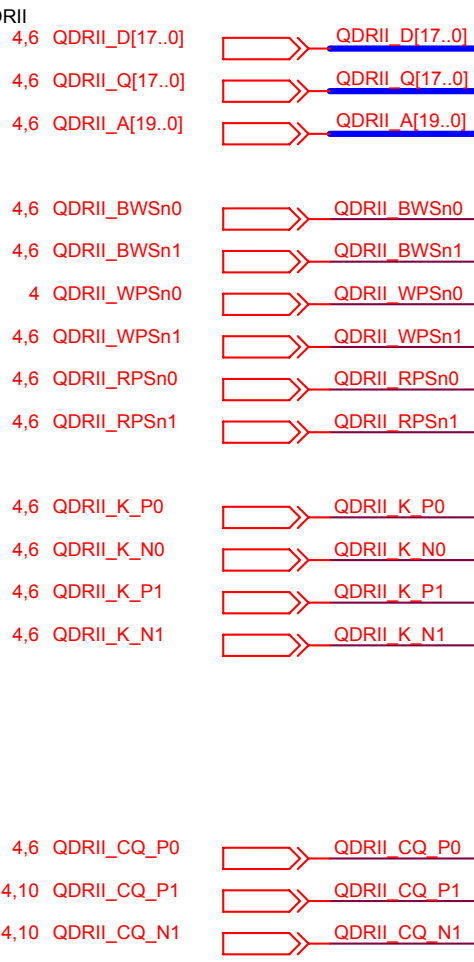 DRII
4,6 QDRII_D[17..0] QDRII_D[17..0]
4,6 QDRII_Q[17..0] QDRII_Q[17..0]
4,6 QDRII_A[19..0] QDRII_A[19..0]
4,6 QDRII_BWSn0 QDRII_BWSn0
4,6 QDRII_BWSn1 QDRII_BWSn1
4 QDRII_WPSn0 QDRII_WPSn0
4,6 QDRII_WPSn1 QDRII_WPSn1
4,6 QDRII_RPSn0 QDRII_RPSn0
4,6 QDRII_RPSn1 QDRII_RPSn1
4,6 QDRII_K_P0 QDRII_K_P0
4,6 QDRII_K_N0 QDRII_K_N0
4,6 QDRII_K_P1 QDRII_K_P1
4,6 QDRII_K_N1 QDRII_K_N1
4,6 QDRII_CQ_P0 QDRII_CQ_P0
4,10 QDRII_CQ_P1 QDRII_CQ_P1
4,10 QDRII_CQ_N1 QDRII_CQ_N1